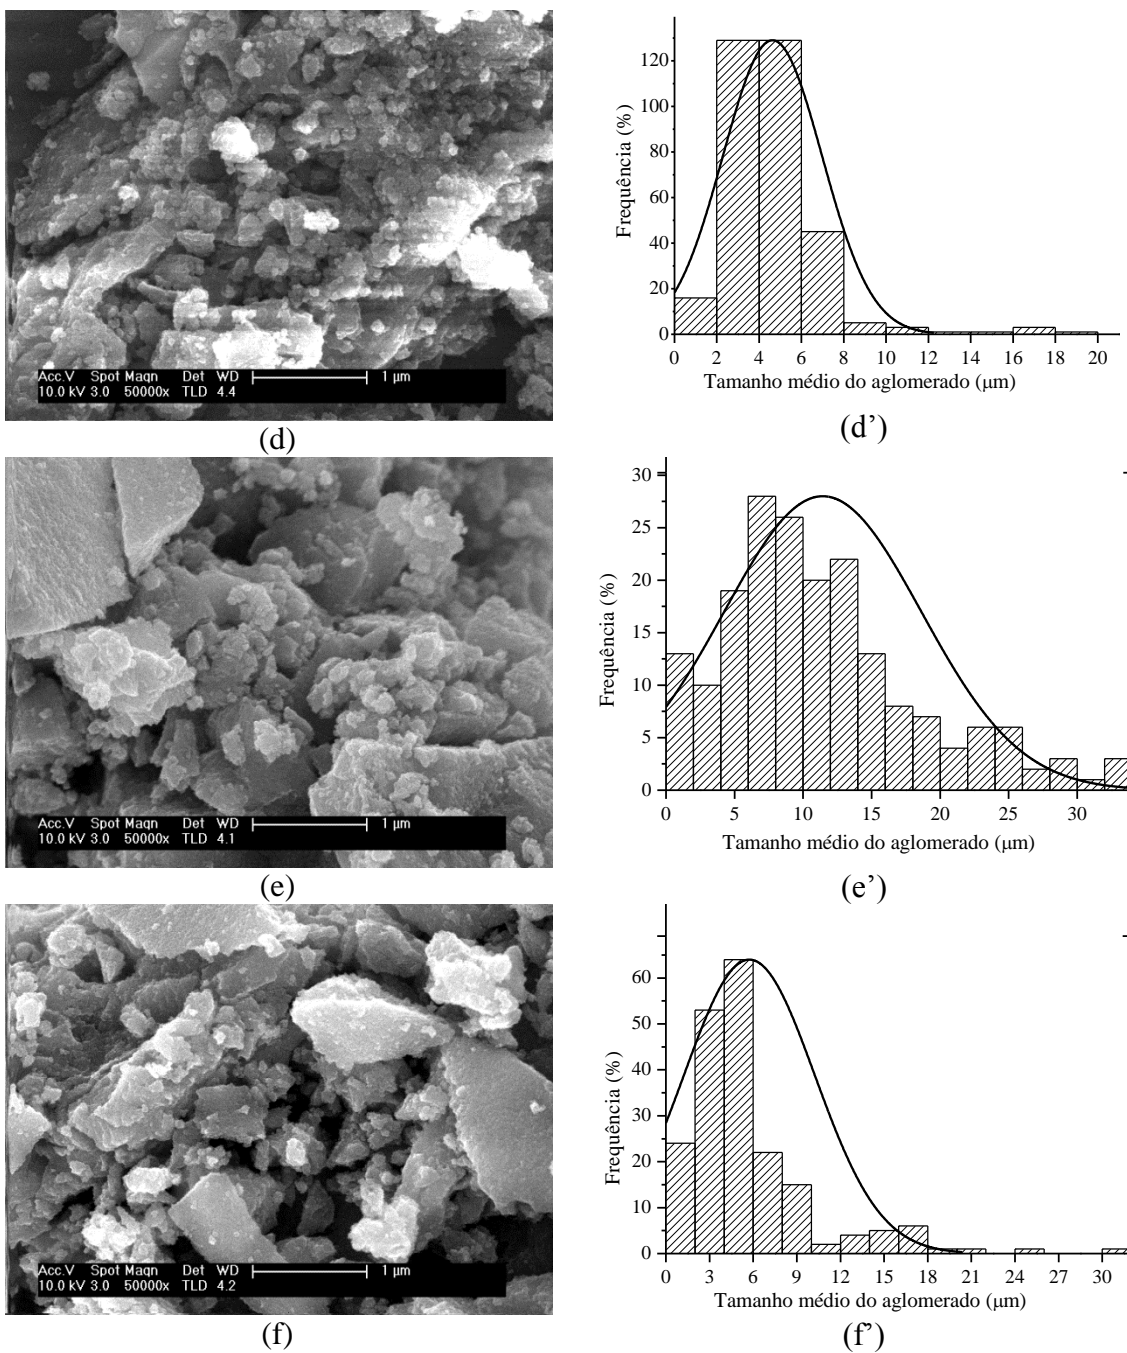 Acc.V Spot Magn Det WD 1 μm
10.0 kV 3.0 50000x TLD 4.4
(d)
Frequência (%)
120
100
80
60
40
20
0
0 2 4 6 8 10 12 14 16 18 20
Tamanho médio do aglomerado (μm)
(d’)
Acc.V Spot Magn Det WD 1 μm
10.0 kV 3.0 50000x TLD 4.1
(e)
Frequência (%)
30
25
20
15
10
5
0
0 5 10 15 20 25 30
Tamanho médio do aglomerado (μm)
(e’)
Acc.V Spot Magn Det WD 1 μm
10.0 kV 3.0 50000x TLD 4.2
(f)
Frequência (%)
60
50
40
30
20
10
0
0 3 6 9 12 15 18 21 24 27 30
Tamanho médio do aglomerado (μm)
(f’)